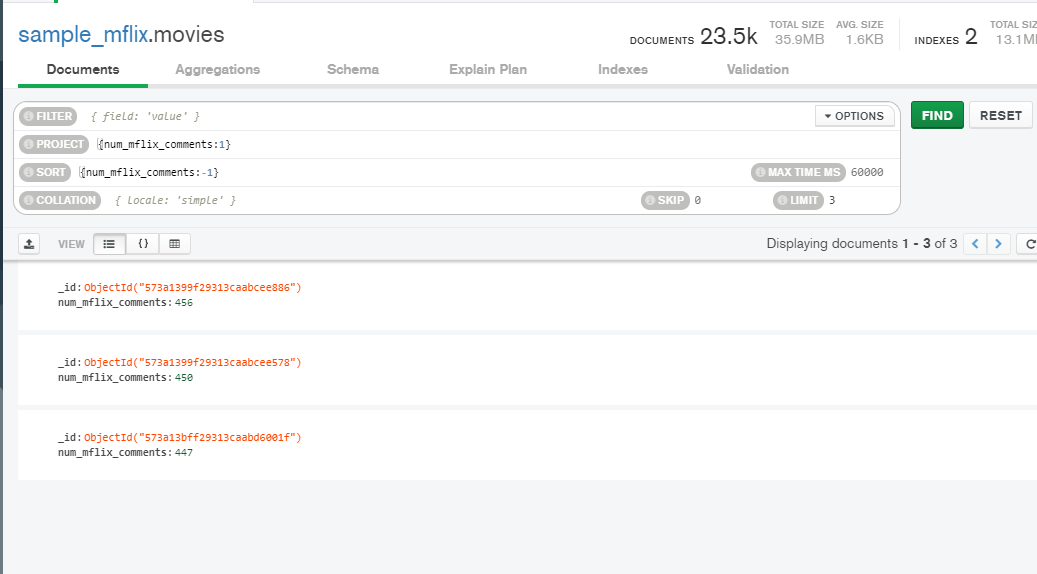 sample_mflix.movies
DOCUMENTS 23.5k TOTAL SIZE 35.9MB AVG. SIZE 1.6KB INDEXES 2 TOTAL SIZ 13.1M
Documents Aggregations Schema Explain Plan Indexes Validation
FILTER { field: 'value' } OPTIONS FIND RESET
PROJECT {num_mflix_comments:1}
SORT {num_mflix_comments:-1} MAX TIME MS 60000
COLLATION { locale: 'simple' } SKIP 0 LIMIT 3
VIEW {} Displaying documents 1 - 3 of 3 < >
_id: ObjectId("573a1399f29313caabcee886")
num_mflix_comments: 456
_id: ObjectId("573a1399f29313caabcee578")
num_mflix_comments: 450
_id: ObjectId("573a13bff29313caabd6001f")
num_mflix_comments: 447